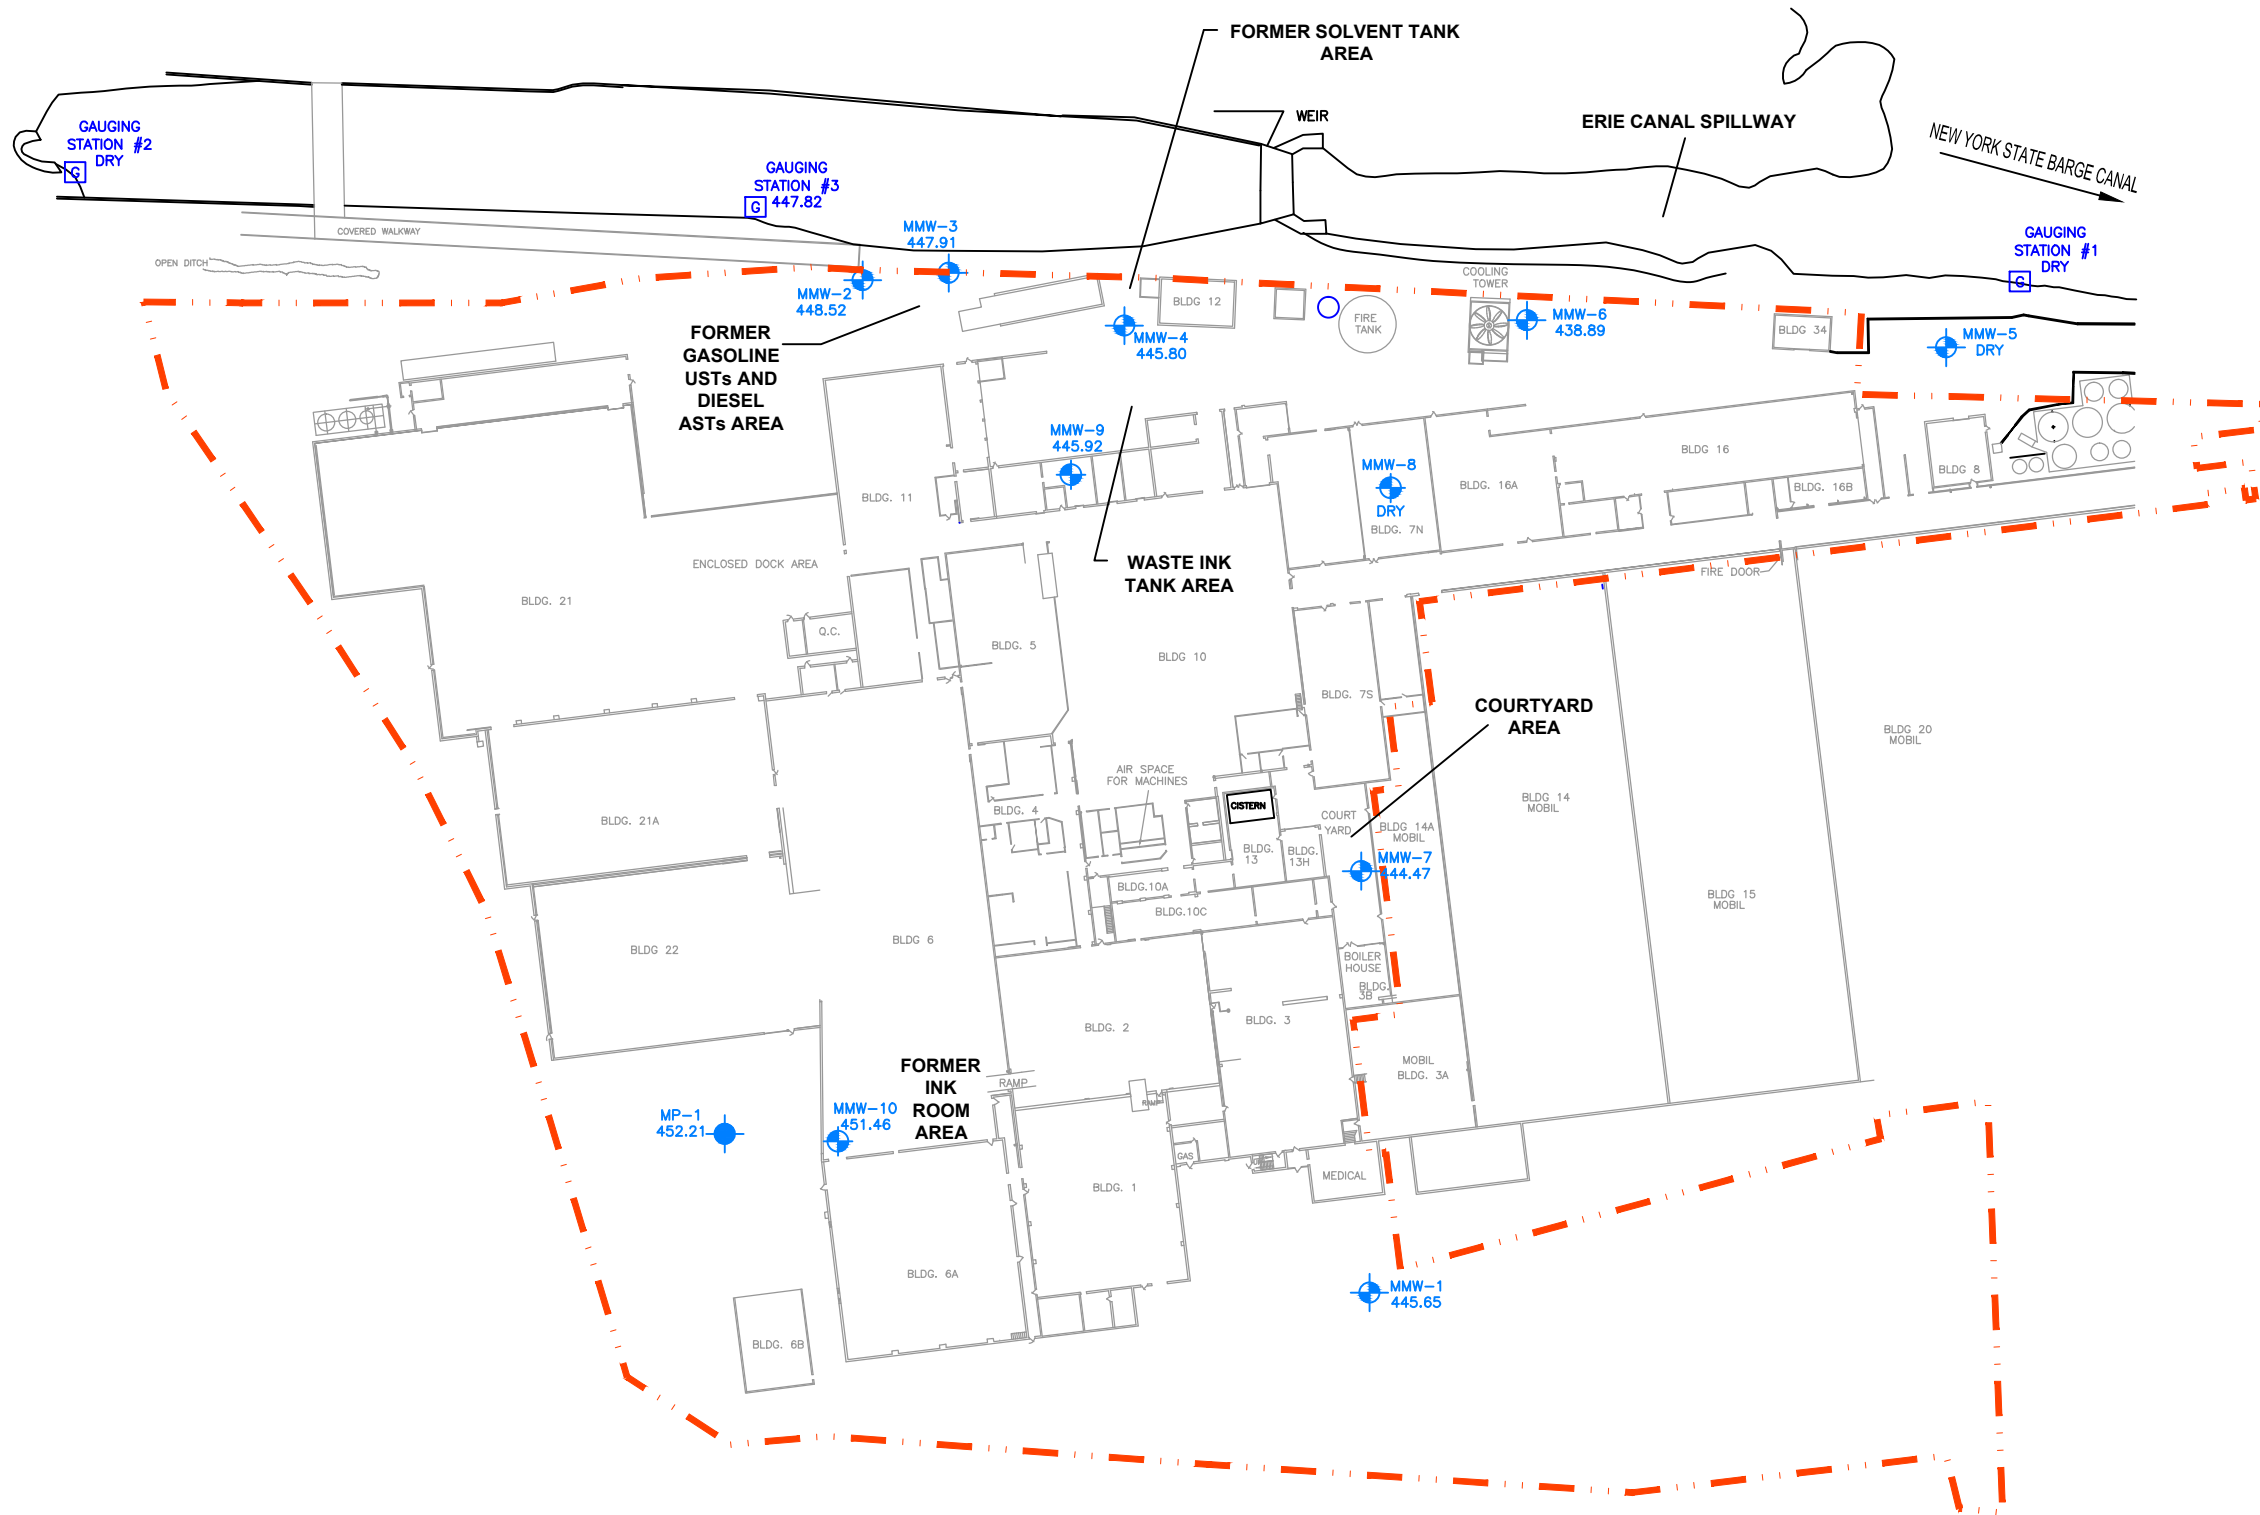 FORMER SOLVENT TANK
AREA
WEIR
ERIE CANAL SPILLWAY
NEW YORK STATE BARGE CANAL
GAUGING
STATION #2
DRY
G
GAUGING
STATION #3
447.82
G
COVERED WALKWAY
OPEN DITCH
MMW-3
447.91
MMW-2
448.52
GAUGING
STATION #1
DRY
G
COOLING
TOWER
BLDG 12
FIRE
TANK
MMW-6
438.89
BLDG 34
MMW-5
DRY
MMW-4
445.80
FORMER
GASOLINE
USTs AND
DIESEL
ASTs AREA
MMW-9
445.92
MMW-8
DRY
BLDG. 7N
BLDG. 16A
BLDG 16
BLDG. 16B
BLDG 8
BLDG. 11
ENCLOSED DOCK AREA
WASTE INK
TANK AREA
FIRE DOOR
BLDG. 21
Q.C.
BLDG. 5
BLDG 10
BLDG. 7S
COURTYARD
AREA
BLDG 20
MOBIL
AIR SPACE
FOR MACHINES
BLDG. 4
CISTERN
COURT
YARD
BLDG 14A
MOBIL
BLDG 14
MOBIL
BLDG. 21A
BLDG.
13
BLDG.
13H
MMW-7
444.47
BLDG.10A
BLDG.10C
BLDG 15
MOBIL
BLDG 22
BLDG 6
BOILER
HOUSE
BLDG.
3B
BLDG. 2
BLDG. 3
MOBIL
BLDG. 3A
FORMER
INK
ROOM
AREA
RAMP
RAMP
MP-1
452.21
MMW-10
451.46
GAS
MEDICAL
BLDG. 1
BLDG. 6A
MMW-1
445.65
BLDG. 6B